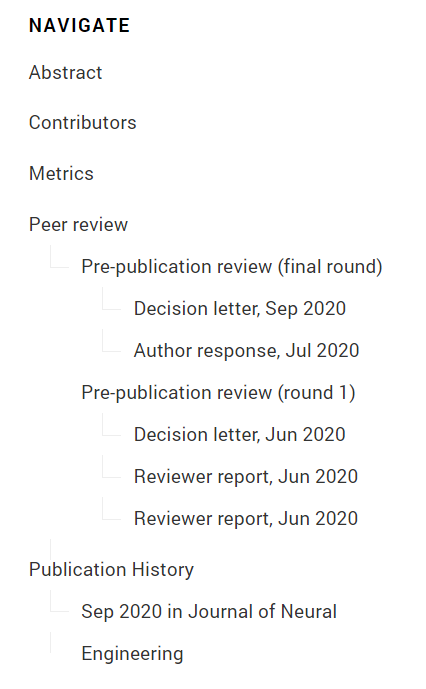 NAVIGATE
Abstract
Contributors
Metrics
Peer review
Pre-publication review (final round)
Decision letter, Sep 2020
Author response, Jul 2020
Pre-publication review (round 1)
Decision letter, Jun 2020
Reviewer report, Jun 2020
Reviewer report, Jun 2020
Publication History
Sep 2020 in Journal of Neural
Engineering